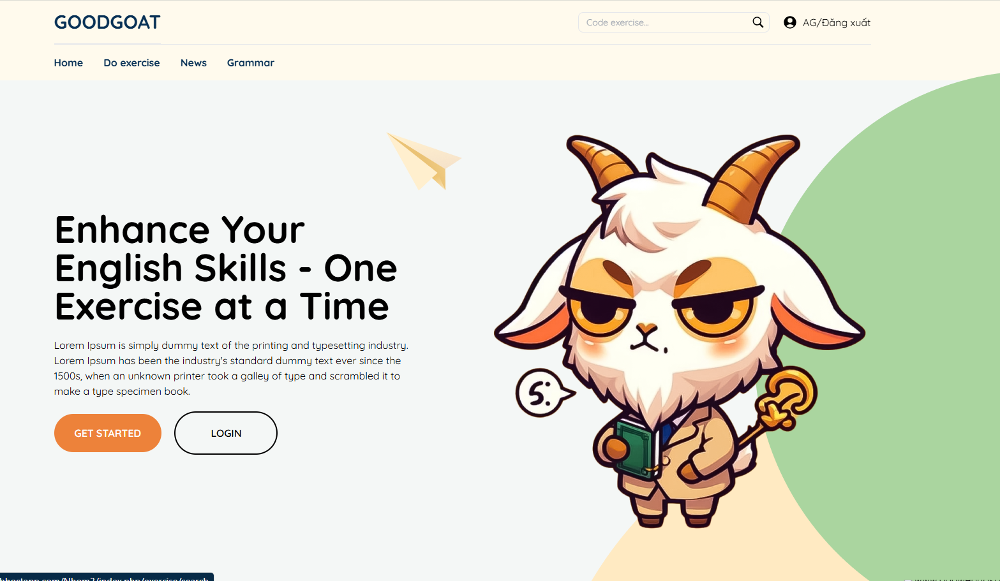 GOODGOAT
Code exercise...
AG/Đăng xuất
Home Do exercise News Grammar
Enhance Your
English Skills - One
Exercise at a Time
Lorem Ipsum is simply dummy text of the printing and typesetting industry.
Lorem Ipsum has been the industry's standard dummy text ever since the
1500s, when an unknown printer took a galley of type and scrambled it to
make a type specimen book.
GET STARTED LOGIN
S:
bhostapp.com/Nhom2/index.php/exercise/search